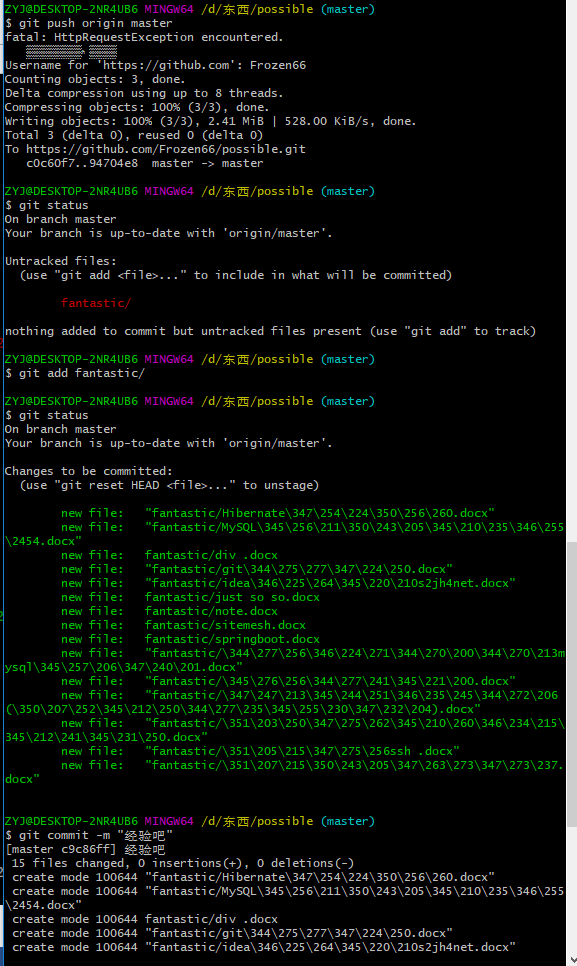 ZYJ@DESKTOP-2NR4UB6 MINGW64 /d/东西/possible (master)
$ git push origin master
fatal: HttpRequestException encountered.
Username for 'https://github.com': Frozen66
Counting objects: 3, done.
Delta compression using up to 8 threads.
Compressing objects: 100% (3/3), done.
Writing objects: 100% (3/3), 2.41 MiB | 528.00 KiB/s, done.
Total 3 (delta 0), reused 0 (delta 0)
To https://github.com/Frozen66/possible.git
   c0c60f7..94704e8  master -> master

ZYJ@DESKTOP-2NR4UB6 MINGW64 /d/东西/possible (master)
$ git status
On branch master
Your branch is up-to-date with 'origin/master'.

Untracked files:
  (use "git add <file>..." to include in what will be committed)

        fantastic/

nothing added to commit but untracked files present (use "git add" to track)

ZYJ@DESKTOP-2NR4UB6 MINGW64 /d/东西/possible (master)
$ git add fantastic/

ZYJ@DESKTOP-2NR4UB6 MINGW64 /d/东西/possible (master)
$ git status
On branch master
Your branch is up-to-date with 'origin/master'.

Changes to be committed:
  (use "git reset HEAD <file>..." to unstage)

        new file:   "fantastic/Hibernate\347\254\224\350\256\260.docx"
        new file:   "fantastic/MySQL\345\256\211\350\243\205\345\210\235\346\255
\2454.docx"
        new file:   fantastic/div .docx
        new file:   "fantastic/git\344\275\277\347\224\250.docx"
        new file:   "fantastic/idea\346\225\264\345\220\210s2jh4net.docx"
        new file:   fantastic/just so so.docx
        new file:   fantastic/note.docx
        new file:   fantastic/sitemesh.docx
        new file:   fantastic/springboot.docx
        new file:   "fantastic/\344\277\256\346\224\271\344\270\200\344\270\213m
ysql\345\257\206\347\240\201.docx"
        new file:   "fantastic/\345\276\256\344\277\241\345\221\200.docx"
        new file:   "fantastic/\347\247\213\345\244\251\346\235\245\344\272\206
(\350\207\252\345\212\250\344\277\235\345\255\230\347\232\204).docx"
        new file:   "fantastic/\351\203\250\347\275\262\345\210\260\346\234\215\
345\212\241\345\231\250.docx"
        new file:   "fantastic/\351\205\215\347\275\256ssh .docx"
        new file:   "fantastic/\351\207\215\350\243\205\347\263\273\347\273\237.
docx"

ZYJ@DESKTOP-2NR4UB6 MINGW64 /d/东西/possible (master)
$ git commit -m "经验吧"
[master c9c86ff] 经验吧
 15 files changed, 0 insertions(+), 0 deletions(-)
 create mode 100644 "fantastic/Hibernate\347\254\224\350\256\260.docx"
 create mode 100644 "fantastic/MySQL\345\256\211\350\243\205\345\210\235\346\255
\2454.docx"
 create mode 100644 fantastic/div .docx
 create mode 100644 "fantastic/git\344\275\277\347\224\250.docx"
 create mode 100644 "fantastic/idea\346\225\264\345\220\210s2jh4net.docx"